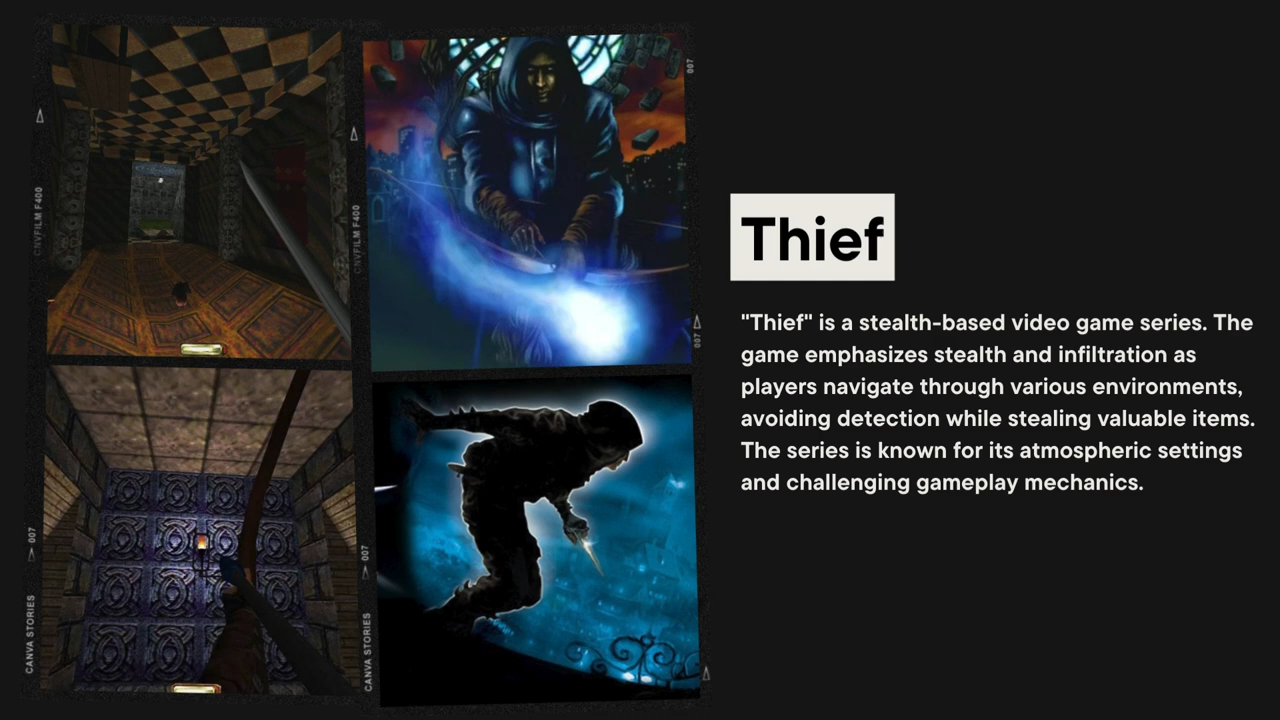 007
CNVFILM F400
CNVFILM F400
007
007
007
CANVA STORIES
CANVA STORIES
Thief
"Thief" is a stealth-based video game series. The
game emphasizes stealth and infiltration as
players navigate through various environments,
avoiding detection while stealing valuable items.
The series is known for its atmospheric settings
and challenging gameplay mechanics.